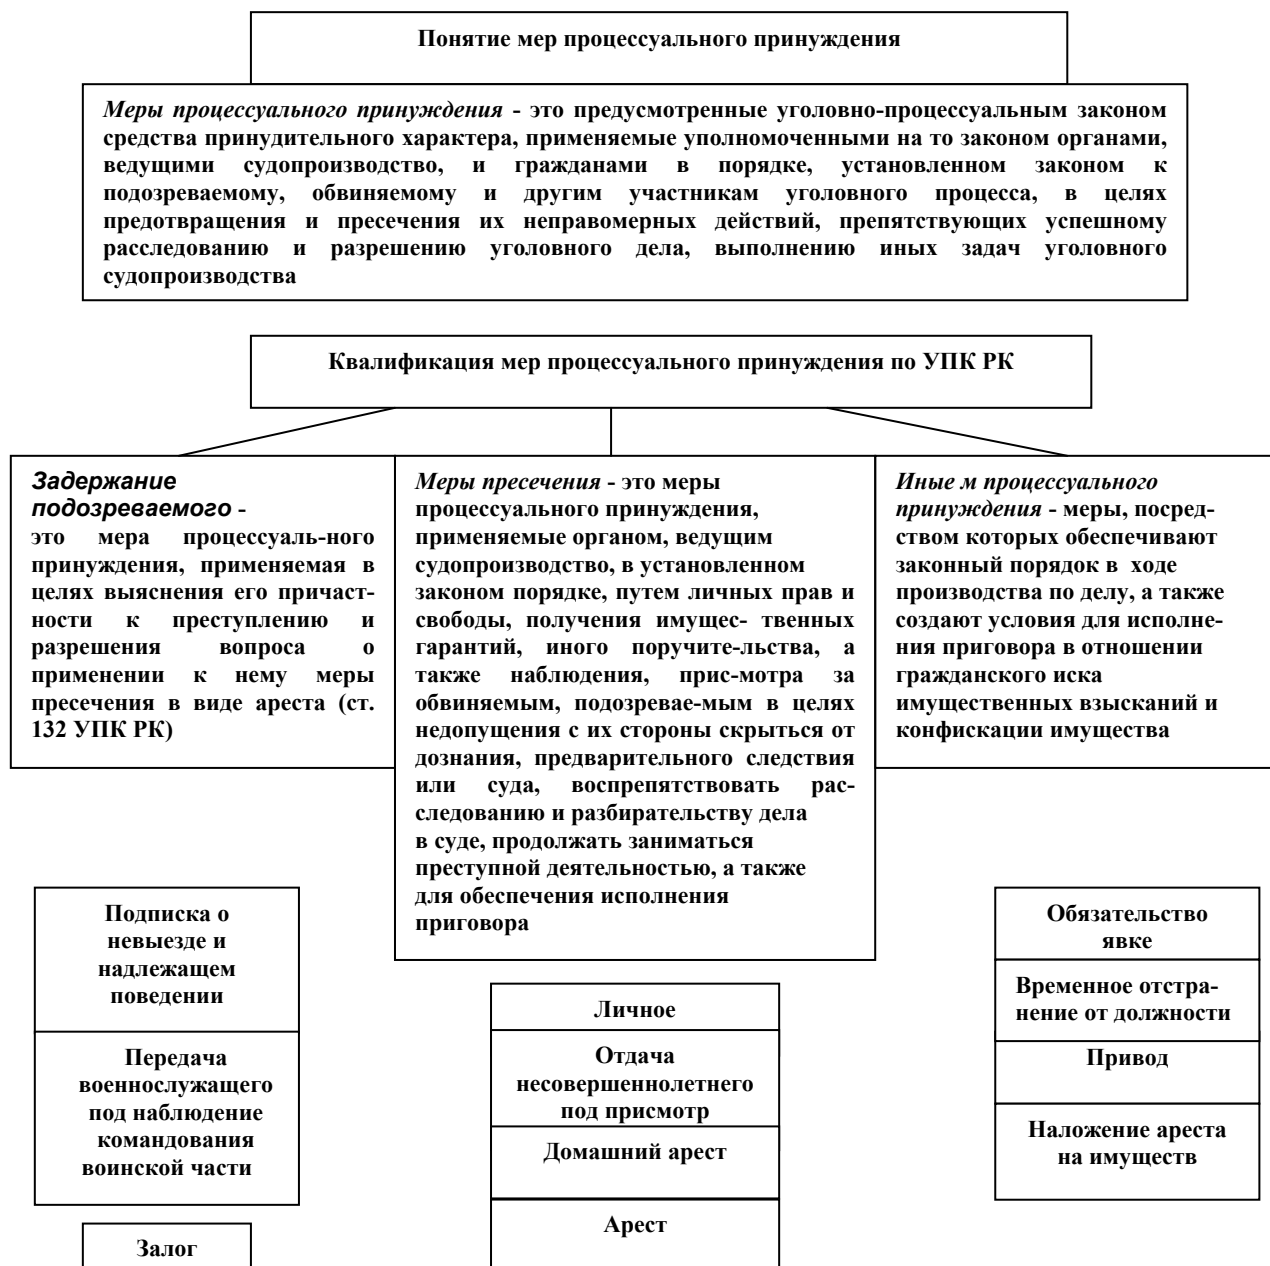 Понятие мер процессуального принуждения
Меры процессуального принуждения - это предусмотренные уголовно-процессуальным законом
средства принудительного характера, применяемые уполномоченными на то законом органами,
ведущими судопроизводство, и гражданами в порядке, установленном законом к
подозреваемому, обвиняемому и другим участникам уголовного процесса, в целях
предотвращения и пресечения их неправомерных действий, препятствующих успешному
расследованию и разрешению уголовного дела, выполнению иных задач уголовного
судопроизводства
Квалификация мер процессуального принуждения по УПК РК
Задержание
подозреваемого -
это мера процессуаль-ного
принуждения, применяемая в
целях выяснения его причаст-
ности к преступлению и
разрешения вопроса о
применении к нему меры
пресечения в виде ареста (ст.
132 УПК РК)
Меры пресечения - это меры
процессуального принуждения,
применяемые органом, ведущим
судопроизводство, в установленном
законом порядке, путем личных прав и
свободы, получения имущес- твенных
гарантий, иного поручите-льства, а
также наблюдения, прис-мотра за
обвиняемым, подозревае-мым в целях
недопущения с их стороны скрыться от
дознания, предварительного следствия
или суда, воспрепятствовать рас-
следованию и разбирательству дела
в суде, продолжать заниматься
преступной деятельностью, а также
для обеспечения исполнения
приговора
Иные м процессуального
принуждения - меры, посред-
ством которых обеспечивают
законный порядок в ходе
производства по делу, а также
создают условия для исполне-
ния приговора в отношении
гражданского иска
имущественных взысканий и
конфискации имущества
Подписка о
невыезде и
надлежащем
поведении
Передача
военнослужащего
под наблюдение
командования
воинской части
Залог
Личное
Отдача
несовершеннолетнего
под присмотр
Домашний арест
Арест
Обязательство
явке
Временное отстра-
нение от должности
Привод
Наложение ареста
на имуществ